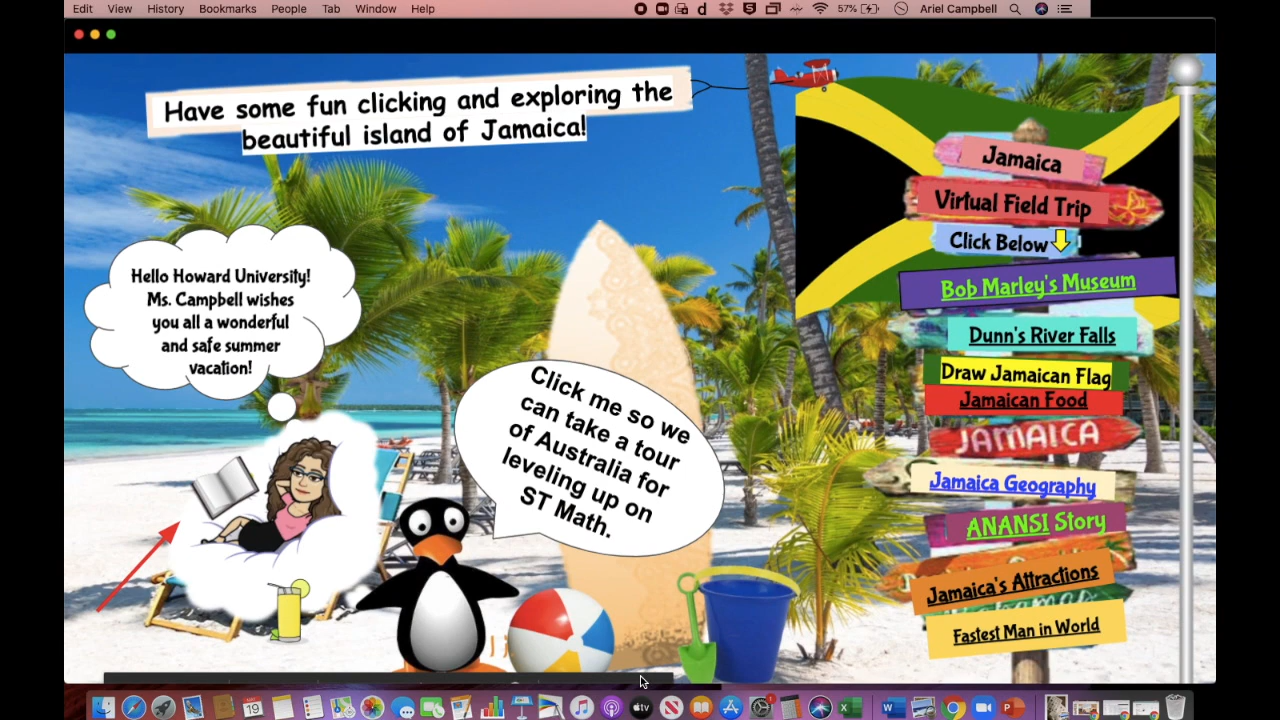 Edit View History Bookmarks People Tab Window Help
57% Ariel Campbell
Have some fun clicking and exploring the
beautiful island of Jamaica!
Hello Howard University!
Ms. Campbell wishes
you all a wonderful
and safe summer
vacation!
Click me so we
can take a tour
of Australia for
leveling up on
ST Math.
Jamaica
Virtual Field Trip
Click Below
Bob Marley's Museum
Dunn's River Falls
Draw Jamaican Flag
Jamaican Food
JAMAICA
Jamaica Geography
ANANSI Story
Jamaica's Attractions
Fastest Man in World
19
tv